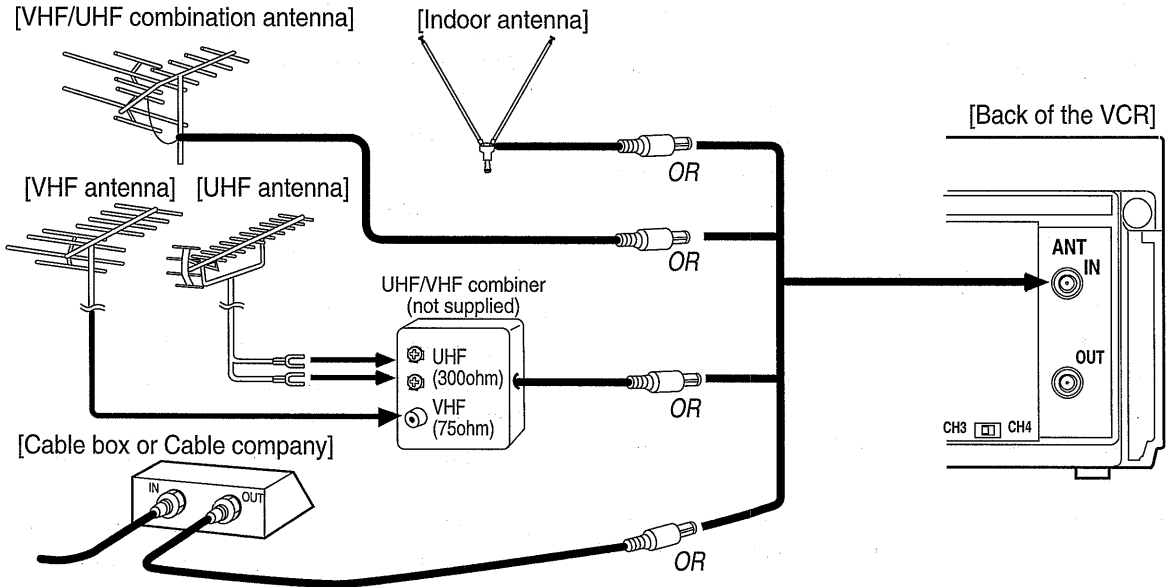 [VHF/UHF combination antenna]
[Indoor antenna]
[Back of the VCR]
OR
[VHF antenna]
[UHF antenna]
OR
ANT
IN
UHF/VHF combiner
(not supplied)
UHF
(300ohm)
VHF
(75ohm)
OR
OUT
CH3
CH4
[Cable box or Cable company]
IN
OUT
OR